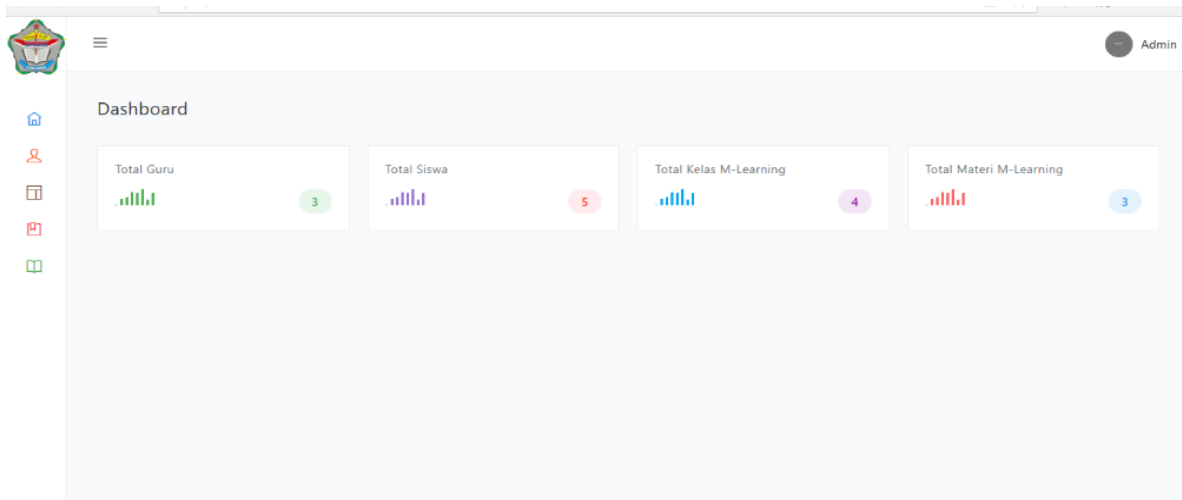 Admin
Dashboard
Total Guru
3
Total Siswa
5
Total Kelas M-Learning
4
Total Materi M-Learning
3